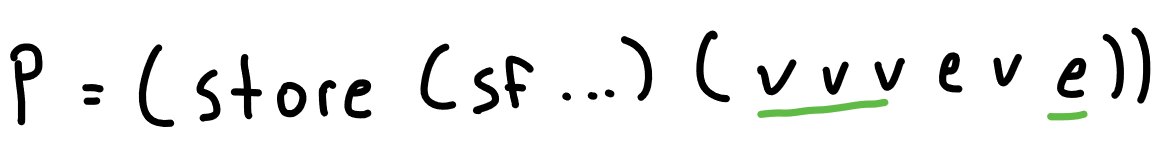 P = ( store (sf ...) ( v v v e v e ))